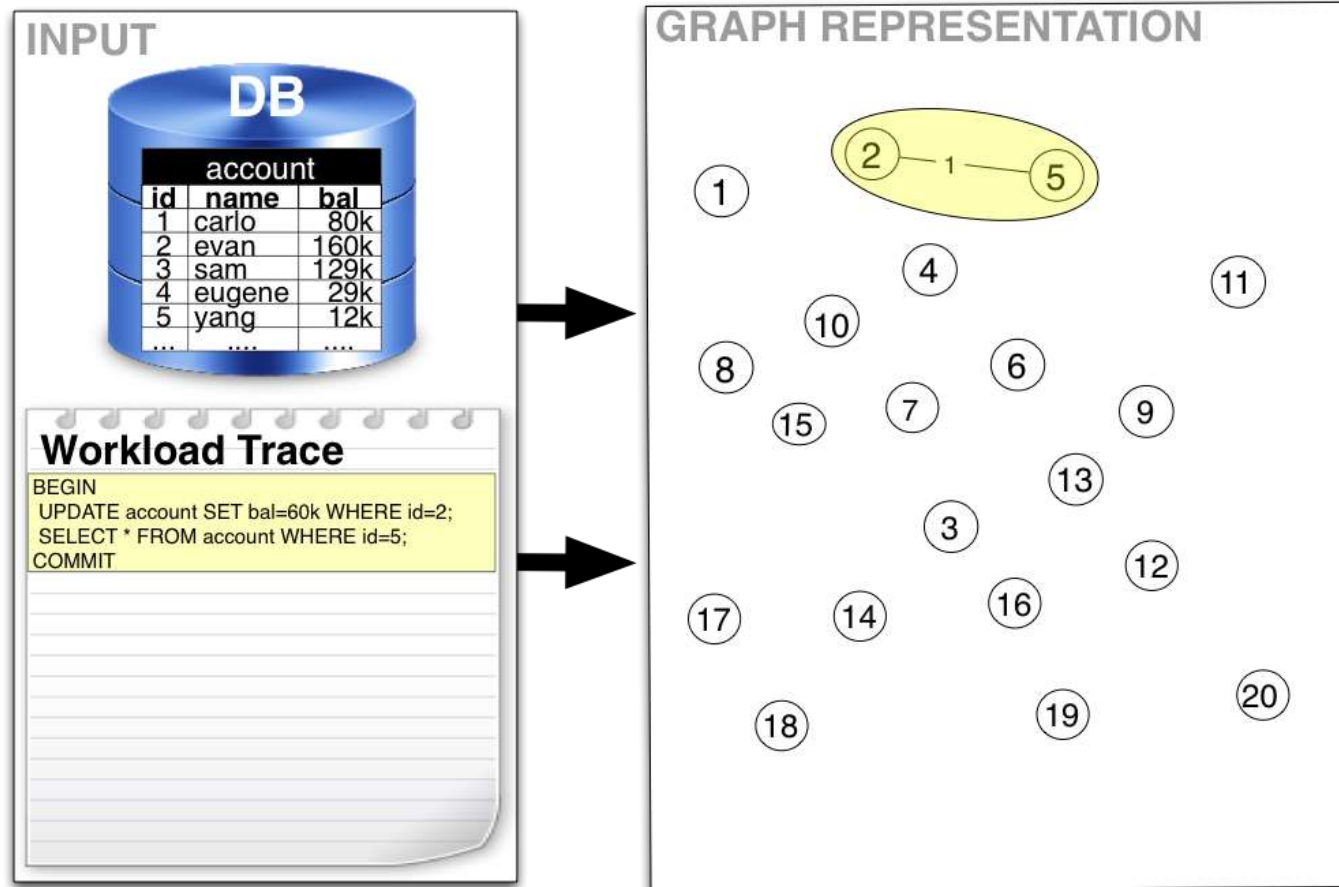 INPUT
DB
account
id name bal
1 carlo 80k
2 evan 160k
3 sam 129k
4 eugene 29k
5 yang 12k
... .... ....
Workload Trace
BEGIN
UPDATE account SET bal=60k WHERE id=2;
SELECT * FROM account WHERE id=5;
COMMIT
GRAPH REPRESENTATION
2 1 5
1
4
11
10
8
6
7
9
15
13
3
12
16
14
17
20
19
18